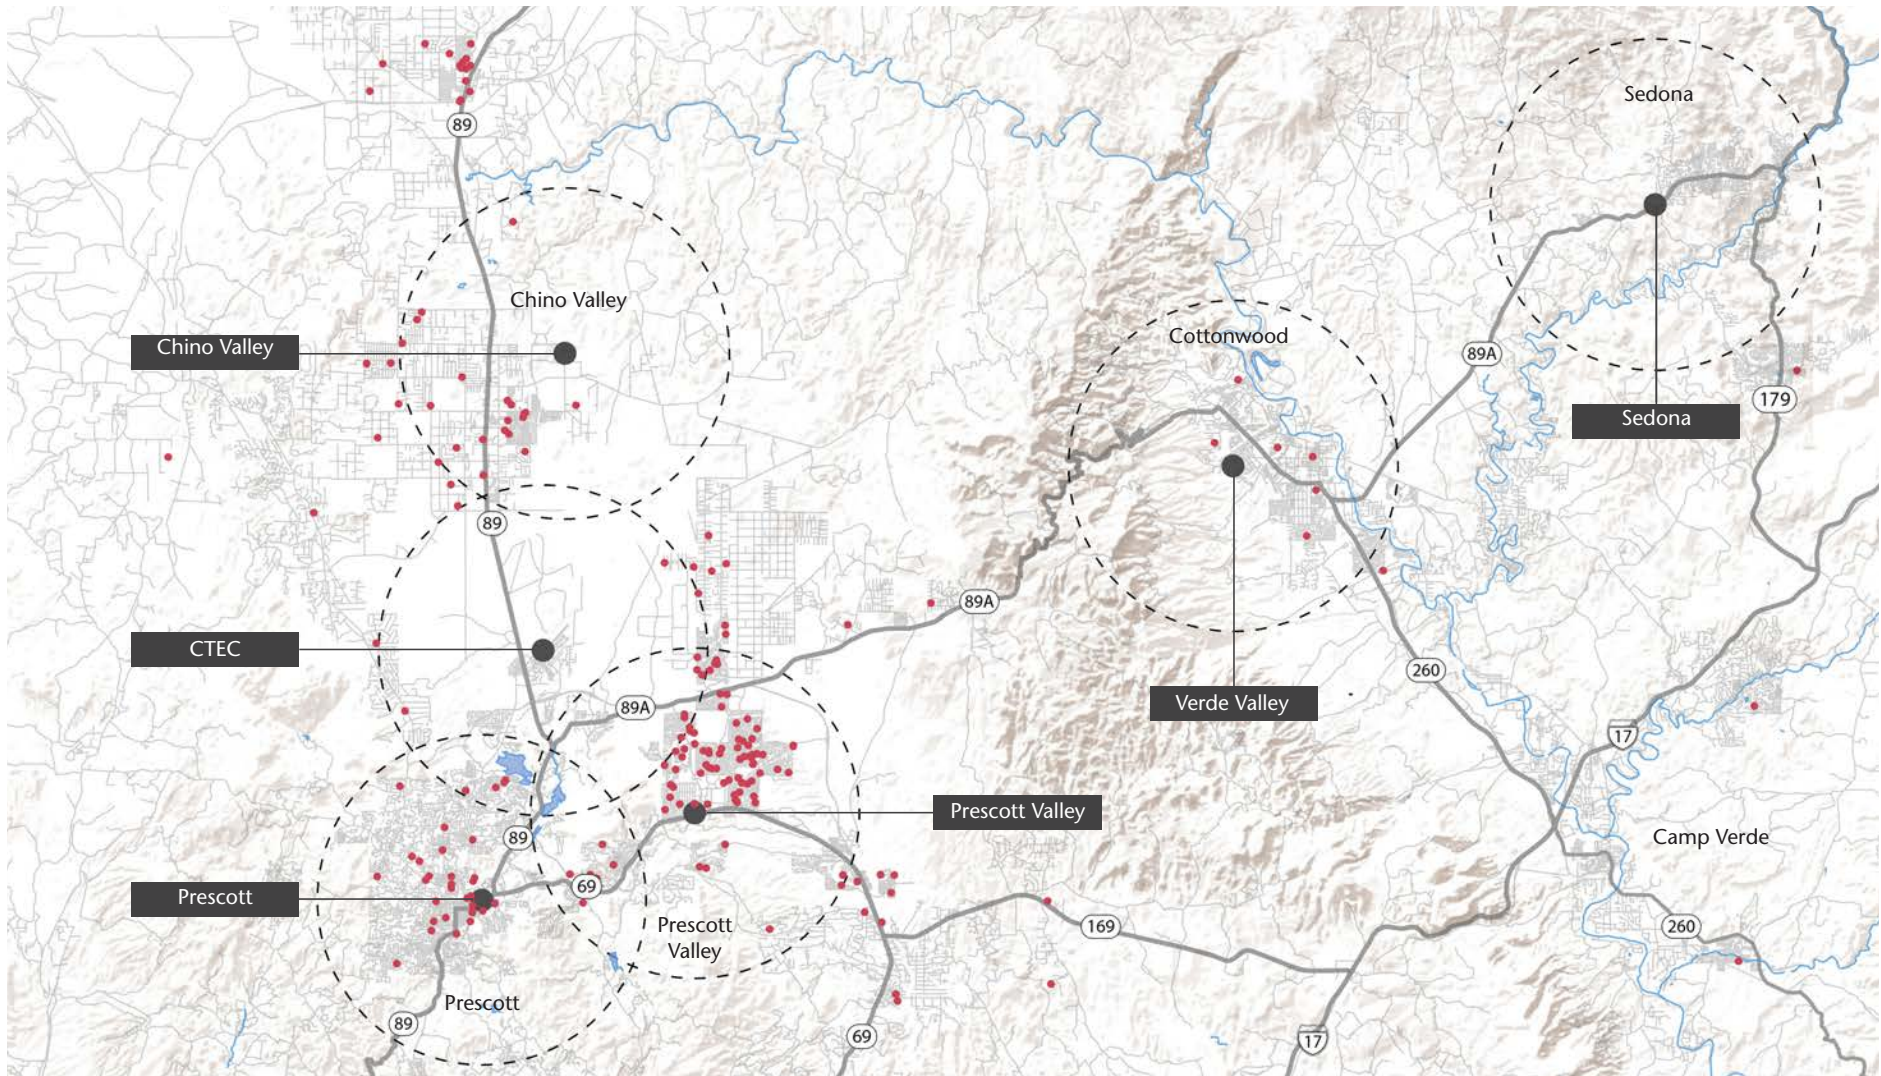 Sedona
89
Chino Valley
Chino Valley
Cottonwood
89A
179
Sedona
89
89A
CTEC
260
89A
Verde Valley
17
Prescott Valley
89
Camp Verde
69
Prescott
Prescott
Valley
169
260
Prescott
89
69
17